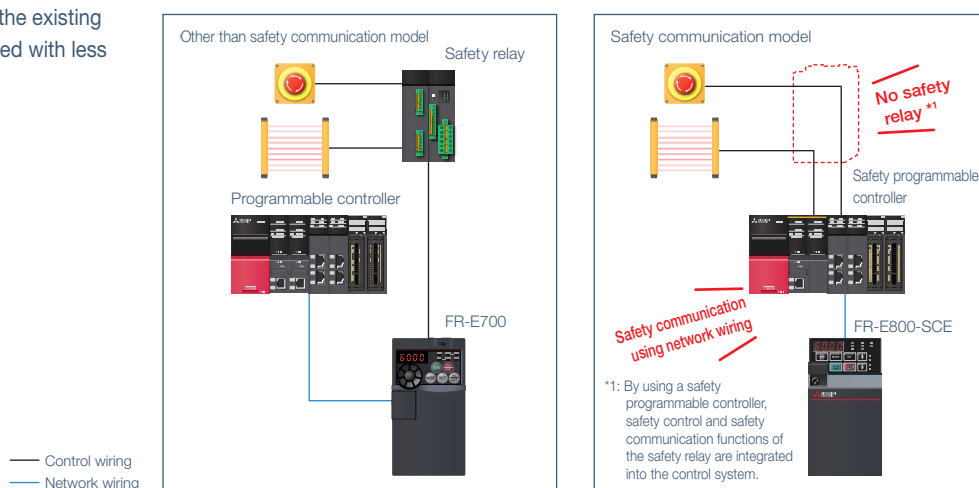 the existing
ed with less
Other than safety communication model
Safety relay
Programmable controller
FR-E700
60.00
Control wiring
Network wiring
Safety communication model
No safety
relay *1
Safety programmable
controller
Safety communication
using network wiring
FR-E800-SCE
*1: By using a safety
programmable controller,
safety control and safety
communication functions of
the safety relay are integrated
into the control system.